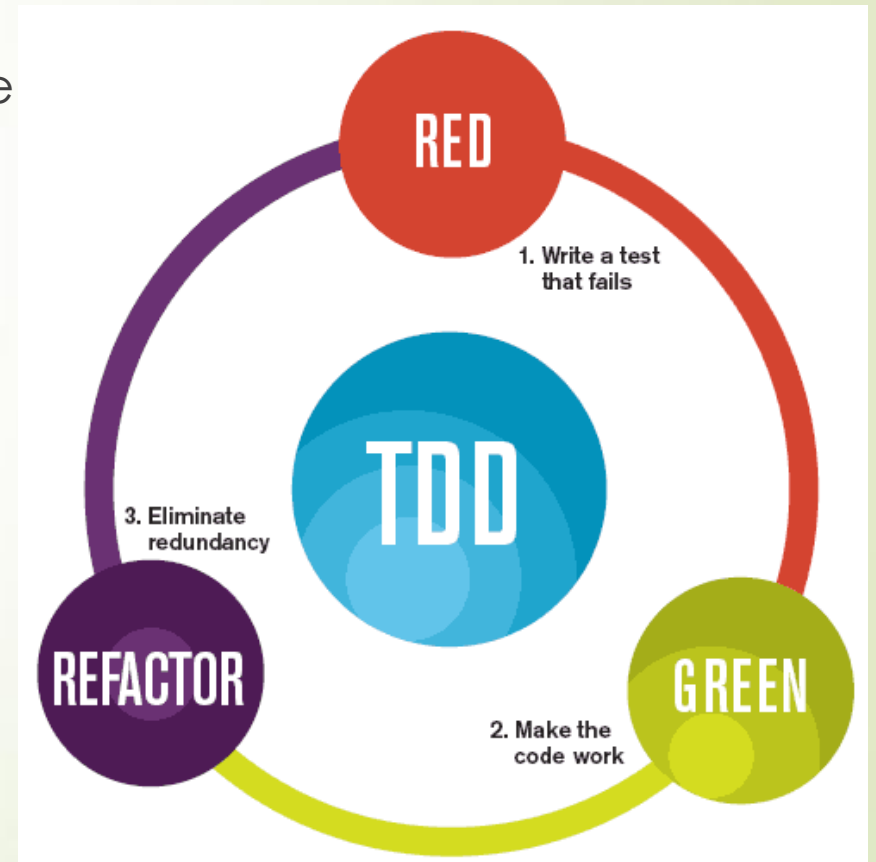 e
RED
1. Write a test
that fails
TDD
3. Eliminate
redundancy
REFACTOR
GREEN
2. Make the
code work